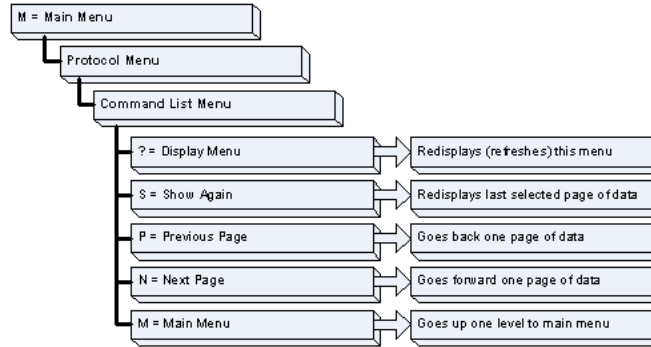 M = Main Menu
Protocol Menu
Command List Menu
? = Display Menu
Redisplays (refreshes) this menu
S = Show Again
Redisplays last selected page of data
P = Previous Page
Goes back one page of data
N = Next Page
Goes forward one page of data
M = Main Menu
Goes up one level to main menu